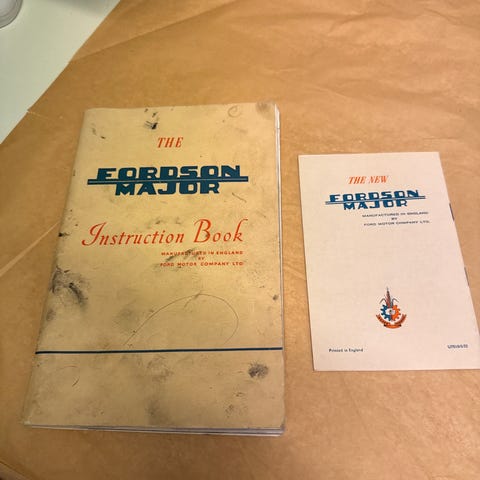 THE
FORDSON
MAJOR
Instruction Book
MANUFACTURED IN ENGLAND
BY
FORD MOTOR COMPANY LTD
THE NEW
FORDSON
MAJOR
MANUFACTURED IN ENGLAND
BY
FORD MOTOR COMPANY LTD.
Printed in England